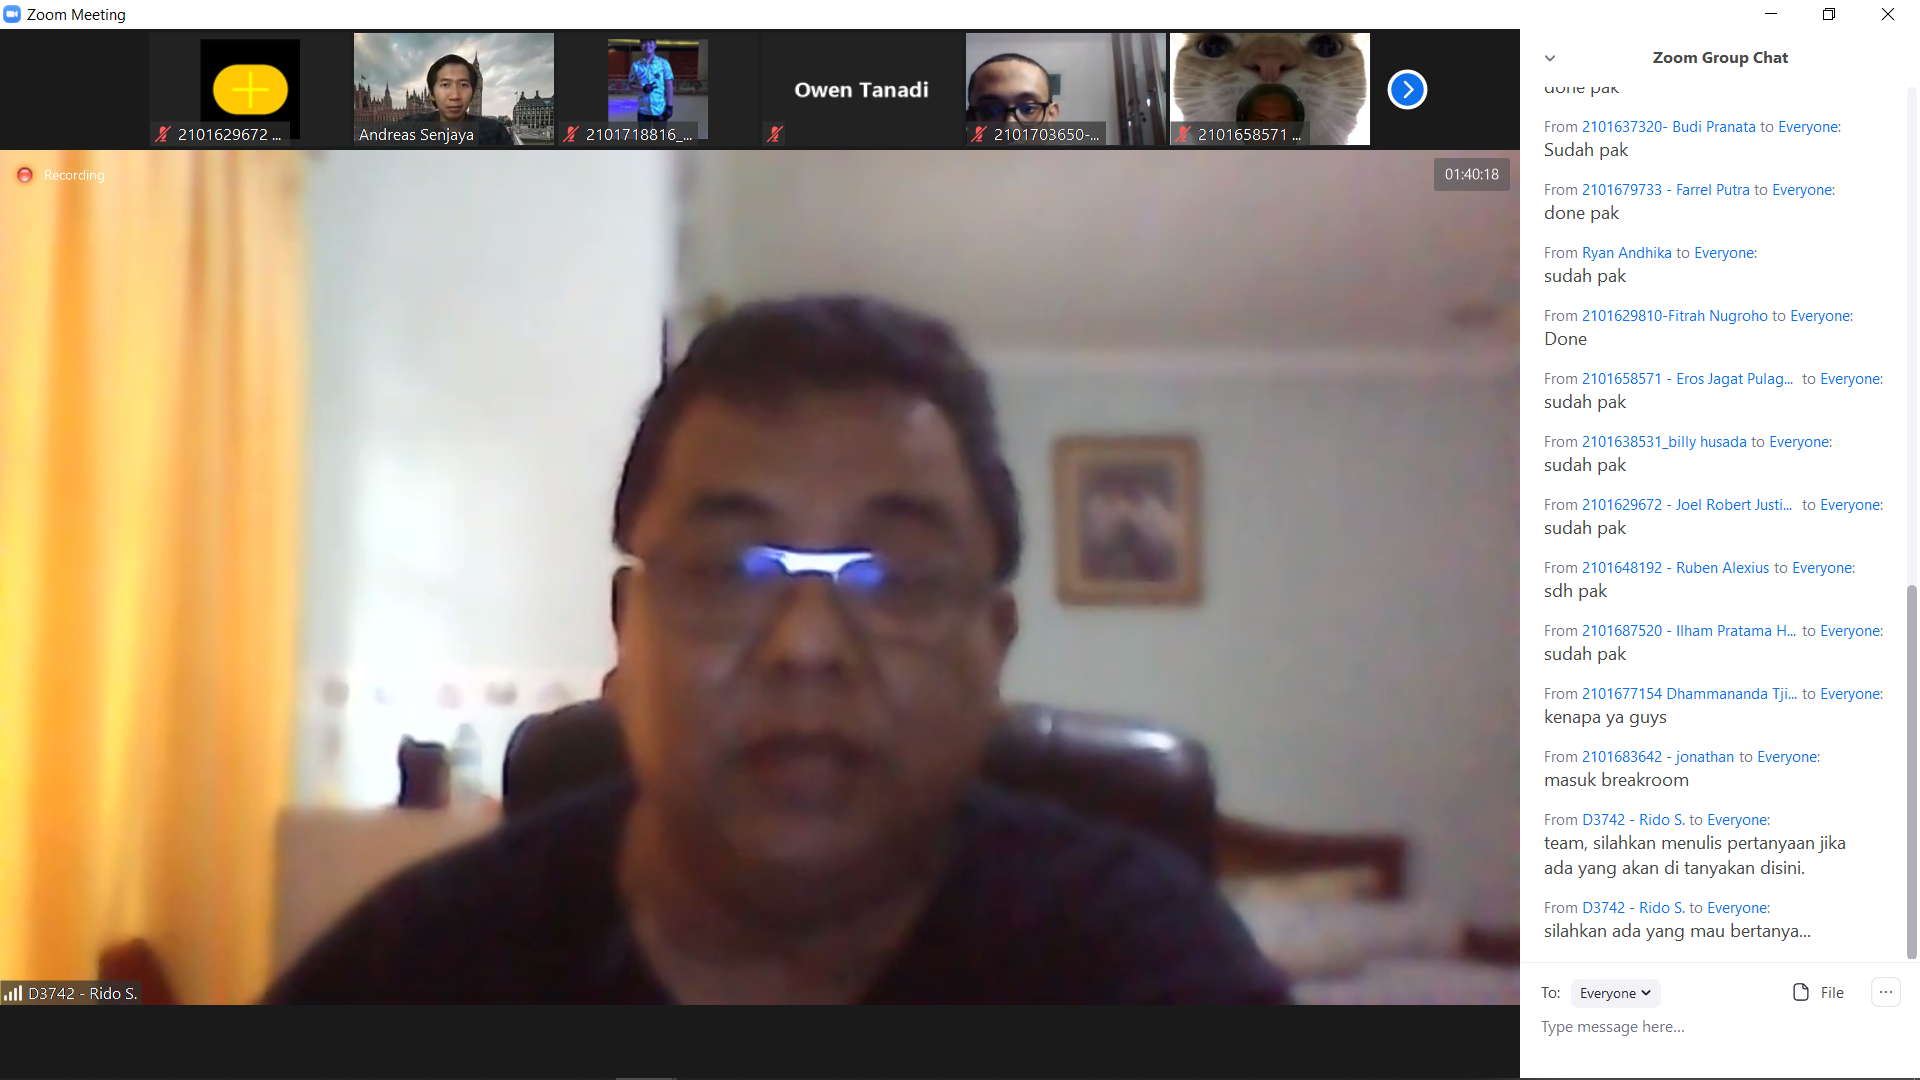 Zoom Meeting
2101629672 ...
Andreas Senjaya
2101718816_...
Owen Tanadi
2101703650-...
2101658571 ...
Recording
01:40:18
D3742 - Rido S.
Zoom Group Chat
done pak
From 2101637320- Budi Pranata to Everyone:
Sudah pak
From 2101679733 - Farrel Putra to Everyone:
done pak
From Ryan Andhika to Everyone:
sudah pak
From 2101629810-Fitrah Nugroho to Everyone:
Done
From 2101658571 - Eros Jagat Pulag... to Everyone:
sudah pak
From 2101638531_billy husada to Everyone:
sudah pak
From 2101629672 - Joel Robert Justi... to Everyone:
sudah pak
From 2101648192 - Ruben Alexius to Everyone:
sdh pak
From 2101687520 - Ilham Pratama H... to Everyone:
sudah pak
From 2101677154 Dhammananda Tji... to Everyone:
kenapa ya guys
From 2101683642 - jonathan to Everyone:
masuk breakroom
From D3742 - Rido S. to Everyone:
team, silahkan menulis pertanyaan jika
ada yang akan di tanyakan disini.
From D3742 - Rido S. to Everyone:
silahkan ada yang mau bertanya...
To: Everyone File
Type message here...